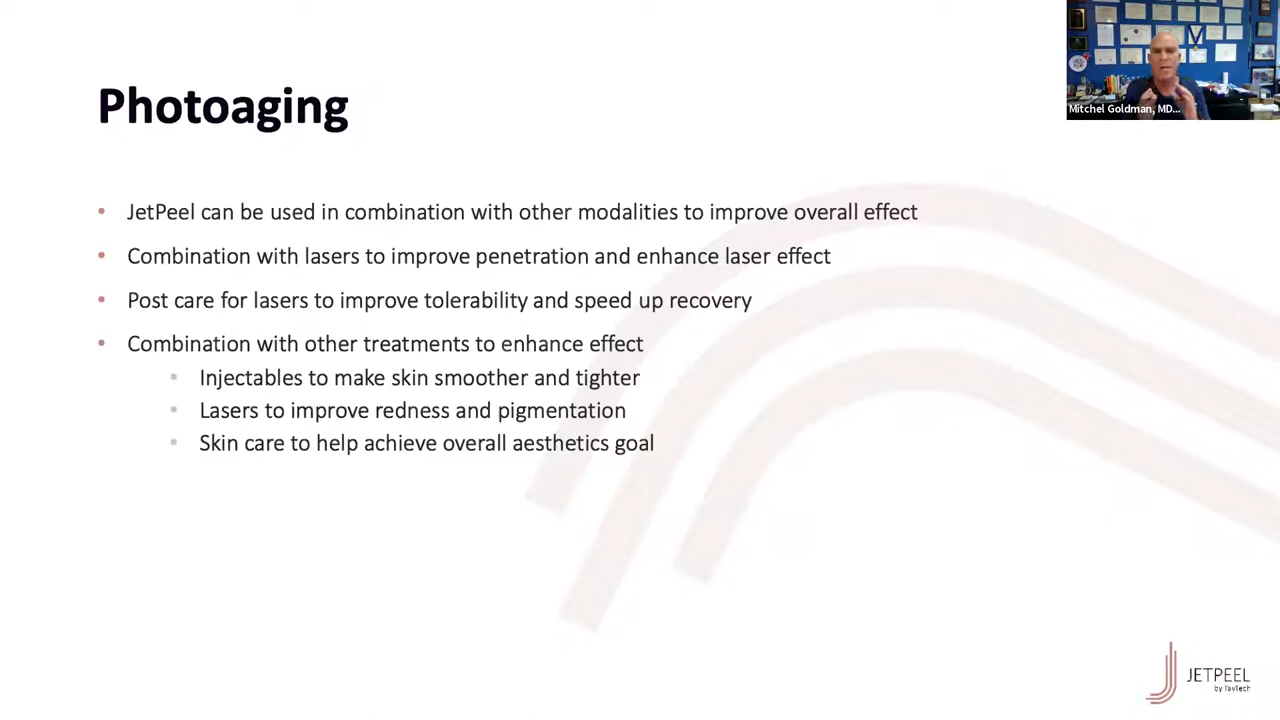 Photoaging
Mitchel Goldman, MD...
• JetPeel can be used in combination with other modalities to improve overall effect
• Combination with lasers to improve penetration and enhance laser effect
• Post care for lasers to improve tolerability and speed up recovery
• Combination with other treatments to enhance effect
• Injectables to make skin smoother and tighter
• Lasers to improve redness and pigmentation
• Skin care to help achieve overall aesthetics goal
JETPEEL
by TavTech